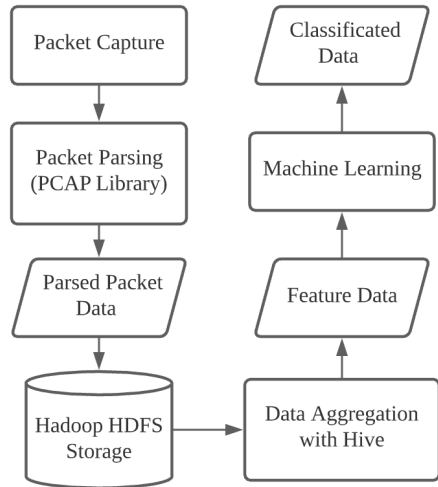 Packet Capture
Packet Parsing
(PCAP Library)
Parsed Packet
Data
Hadoop HDFS
Storage
Data Aggregation
with Hive
Feature Data
Machine Learning
Classificated
Data